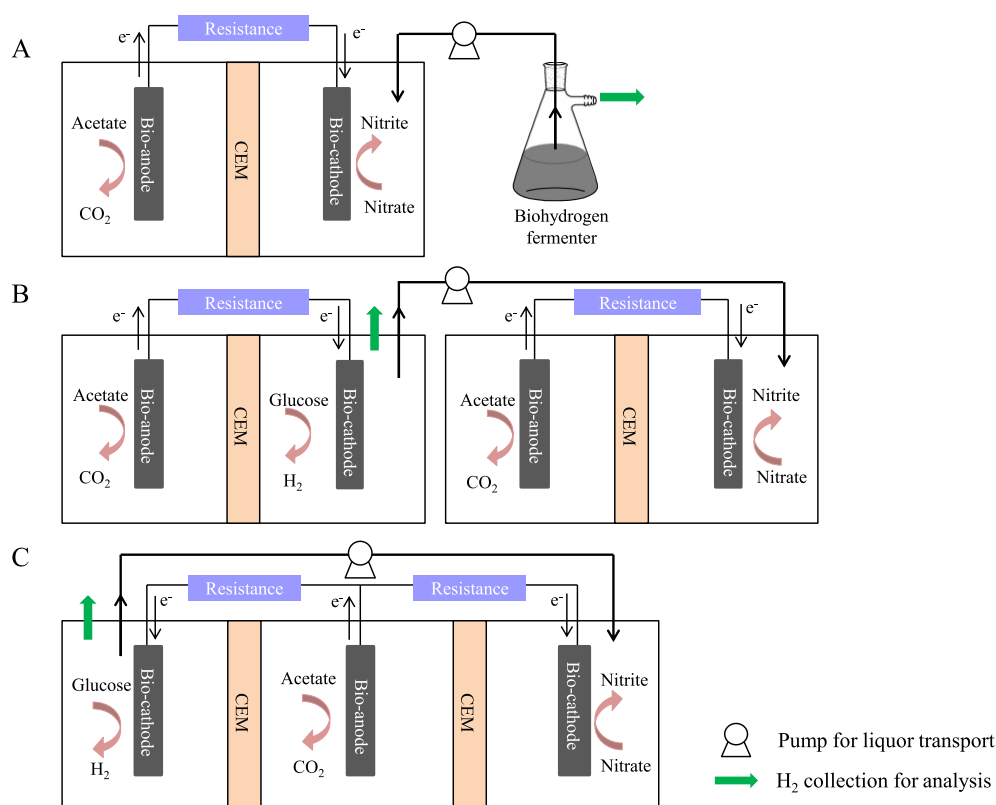 A
e⁻
Resistance
e⁻
Acetate
CO₂
Bio-anode
CEM
Bio-cathode
Nitrite
Nitrate
Biohydrogen
fermenter
B
e⁻
Resistance
e⁻
Acetate
CO₂
Bio-anode
CEM
Glucose
H₂
Bio-cathode
e⁻
Resistance
e⁻
Acetate
CO₂
Bio-anode
CEM
Bio-cathode
Nitrite
Nitrate
C
Resistance
Resistance
e⁻
e⁻
e⁻
Glucose
H₂
Bio-cathode
CEM
Acetate
CO₂
Bio-anode
CEM
Bio-cathode
Nitrite
Nitrate
Pump for liquor transport
H₂ collection for analysis